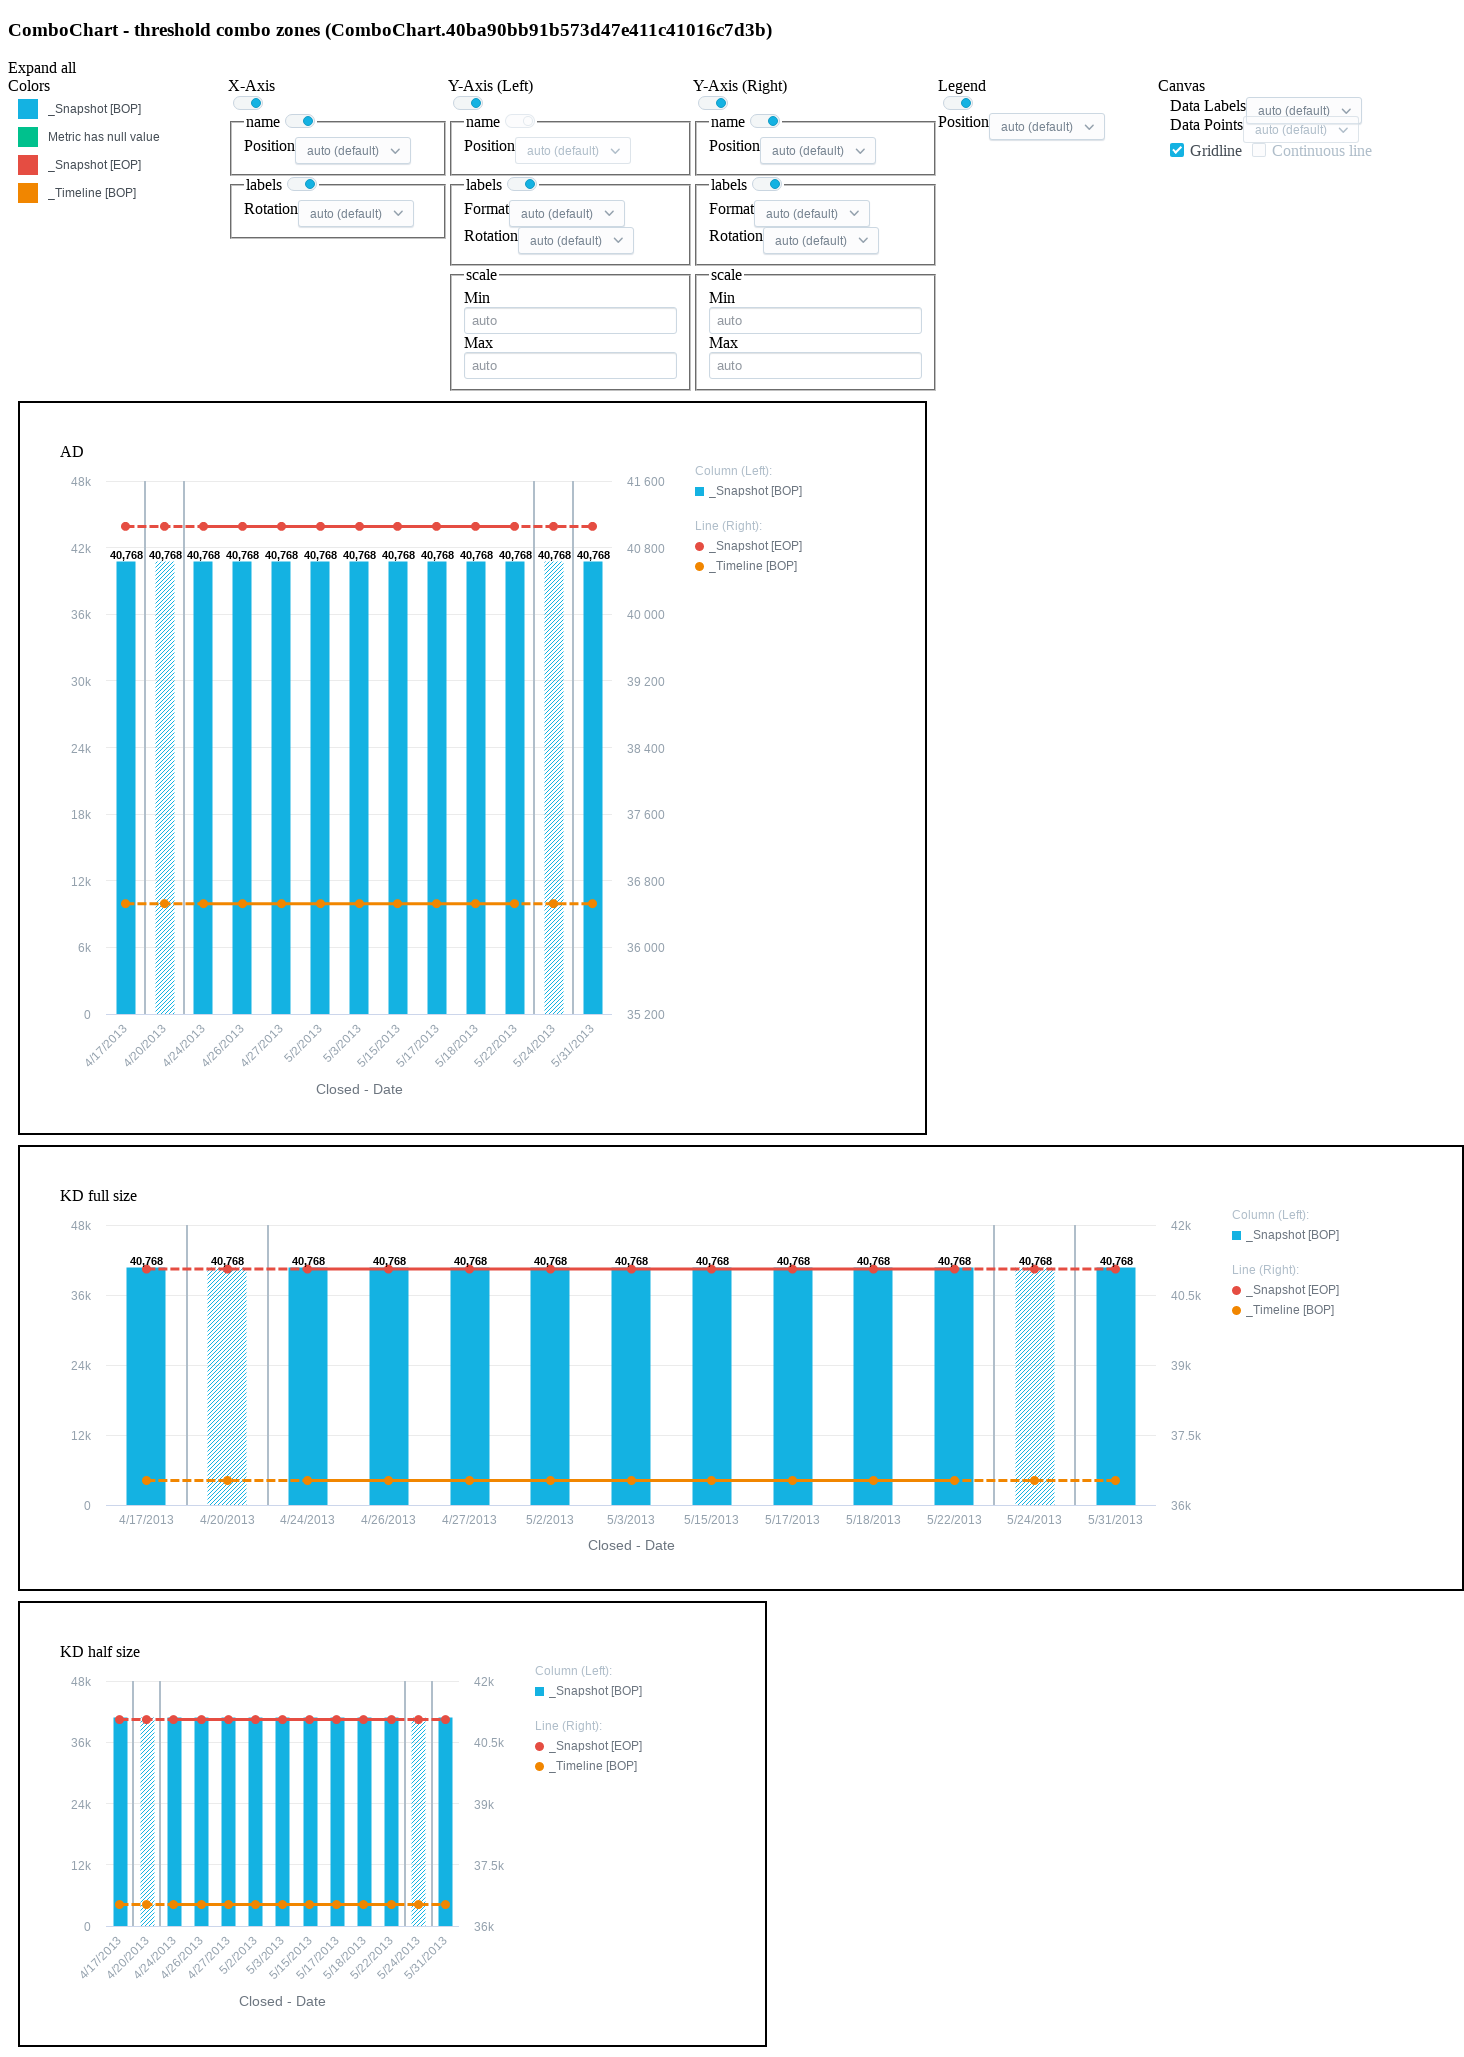 ComboChart - threshold combo zones (ComboChart.40ba90bb91b573d47e411c41016c7d3b)
Expand all
Colors
_Snapshot [BOP]
Metric has null value
_Snapshot [EOP]
_Timeline [BOP]
X-Axis
name
Position auto (default)
labels
Rotation auto (default)
Y-Axis (Left)
name
Position auto (default)
labels
Format auto (default)
Rotation auto (default)
scale
Min
auto
Max
auto
Y-Axis (Right)
name
Position auto (default)
labels
Format auto (default)
Rotation auto (default)
scale
Min
auto
Max
auto
Legend
Position auto (default)
Canvas
Data Labels auto (default)
Data Points auto (default)
Gridline Continuous line
AD
48k
42k
36k
30k
24k
18k
12k
6k
0
40,768 40,768 40,768 40,768 40,768 40,768 40,768 40,768 40,768 40,768 40,768 40,768 40,768
41 600
40 800
40 000
39 200
38 400
37 600
36 800
36 000
35 200
4/17/2013 4/20/2013 4/24/2013 4/26/2013 4/27/2013 5/2/2013 5/3/2013 5/15/2013 5/17/2013 5/18/2013 5/22/2013 5/24/2013 5/31/2013
Closed - Date
Column (Left):
_Snapshot [BOP]
Line (Right):
_Snapshot [EOP]
_Timeline [BOP]
KD full size
48k
36k
24k
12k
0
40,768 40,768 40,768 40,768 40,768 40,768 40,768 40,768 40,768 40,768 40,768 40,768 40,768
42k
40.5k
39k
37.5k
36k
4/17/2013 4/20/2013 4/24/2013 4/26/2013 4/27/2013 5/2/2013 5/3/2013 5/15/2013 5/17/2013 5/18/2013 5/22/2013 5/24/2013 5/31/2013
Closed - Date
Column (Left):
_Snapshot [BOP]
Line (Right):
_Snapshot [EOP]
_Timeline [BOP]
KD half size
48k
36k
24k
12k
0
42k
40.5k
39k
37.5k
36k
4/17/2013 4/20/2013 4/24/2013 4/26/2013 4/27/2013 5/2/2013 5/3/2013 5/15/2013 5/17/2013 5/18/2013 5/22/2013 5/24/2013 5/31/2013
Closed - Date
Column (Left):
_Snapshot [BOP]
Line (Right):
_Snapshot [EOP]
_Timeline [BOP]